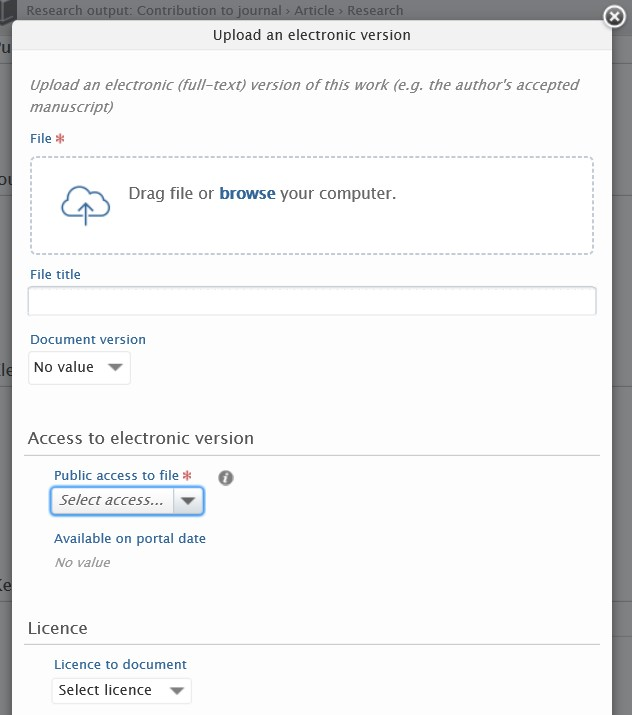 Research output: Contribution to journal › Article › Research
Upload an electronic version
Upload an electronic (full-text) version of this work (e.g. the author's accepted
manuscript)
File *
Drag file or browse your computer.
File title
Document version
No value
Access to electronic version
Public access to file *
Select access...
Available on portal date
No value
Licence
Licence to document
Select licence